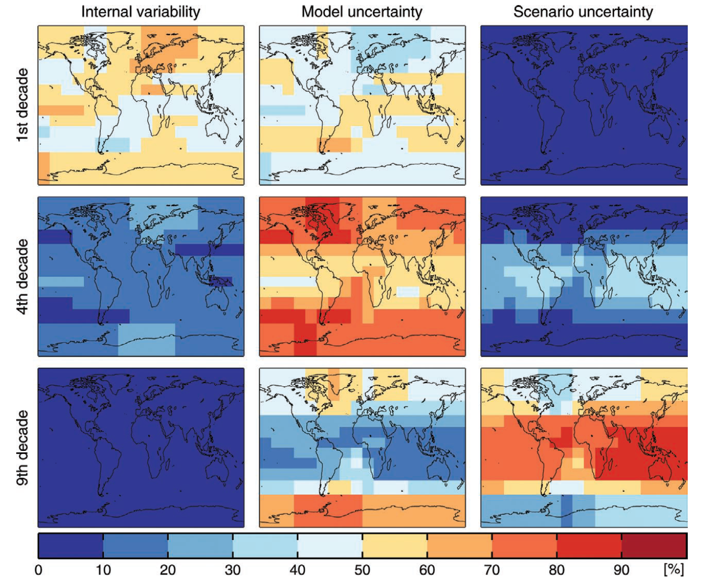 Internal variability Model uncertainty Scenario uncertainty
1st decade
4th decade
9th decade
0 10 20 30 40 50 60 70 80 90 [%]